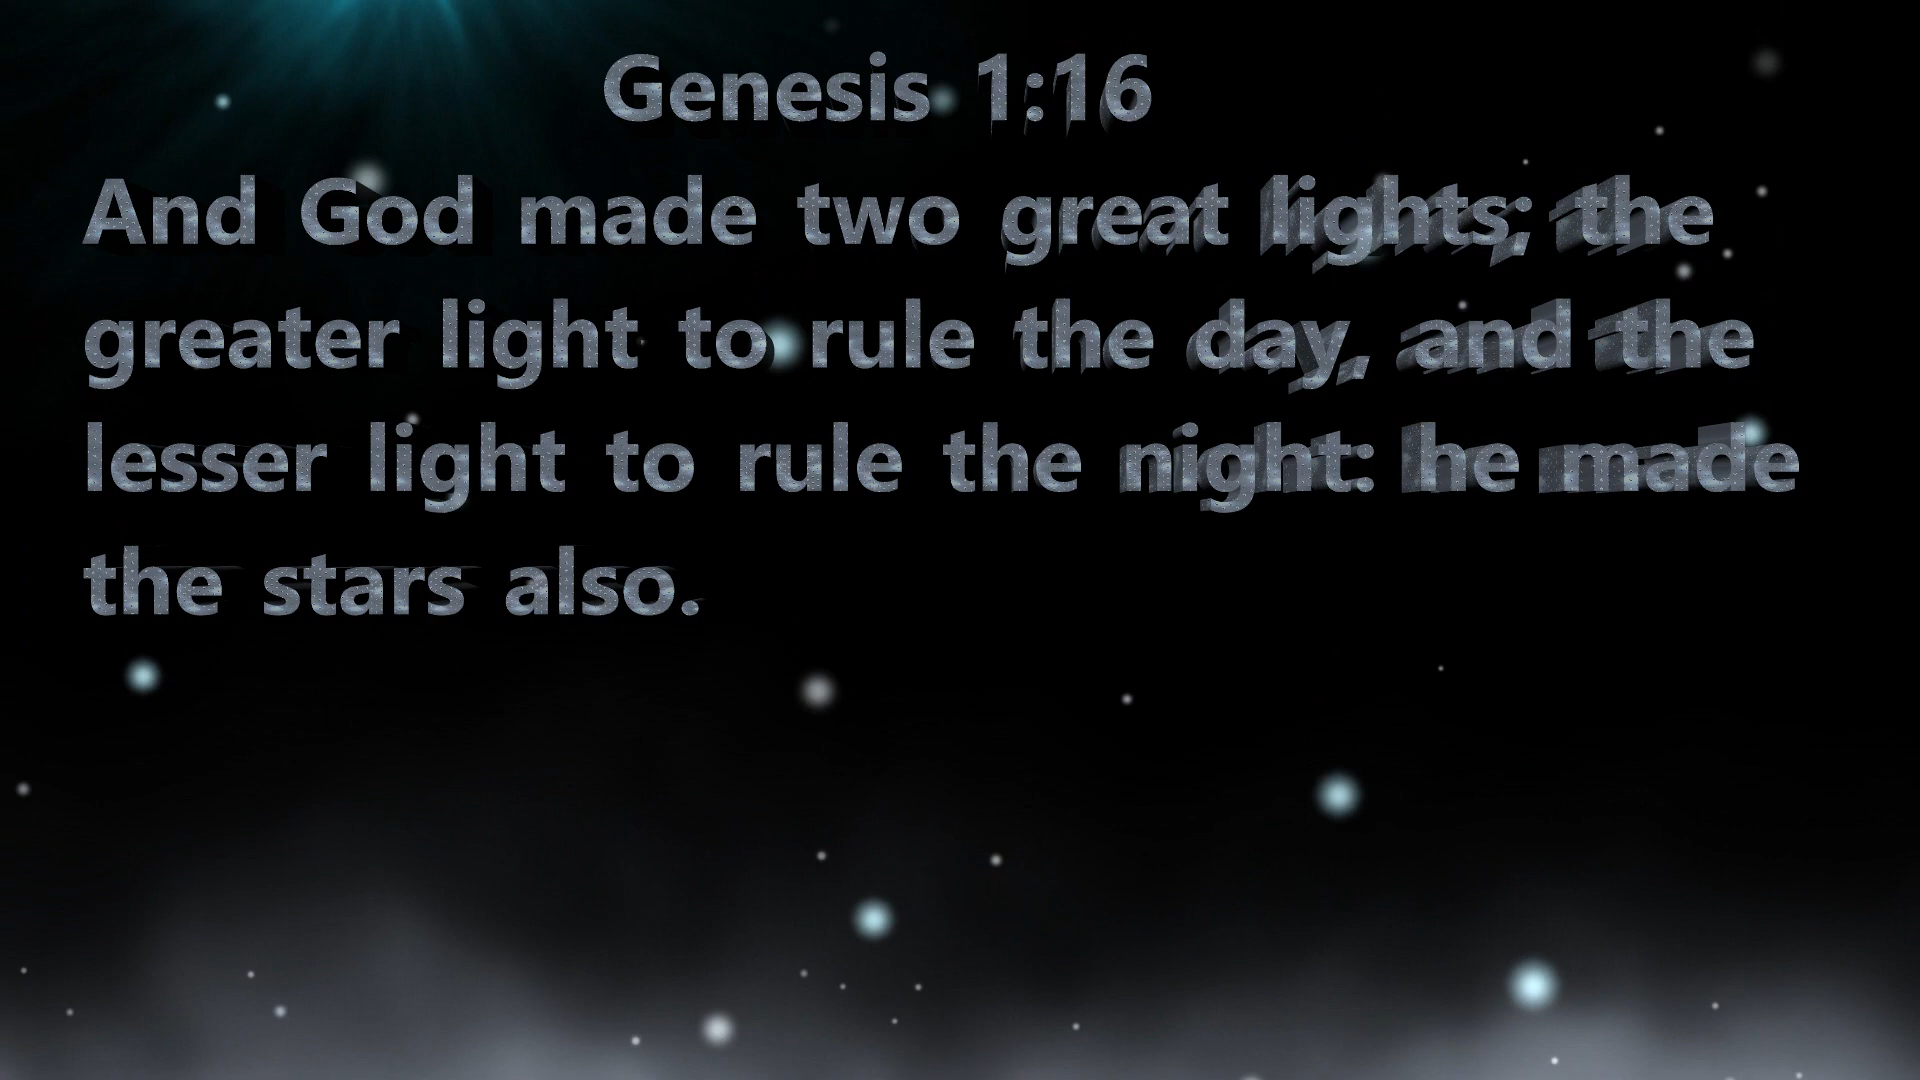 Genesis 1:16
And God made two great lights; the
greater light to rule the day, and the
lesser light to rule the night: he made
the stars also.